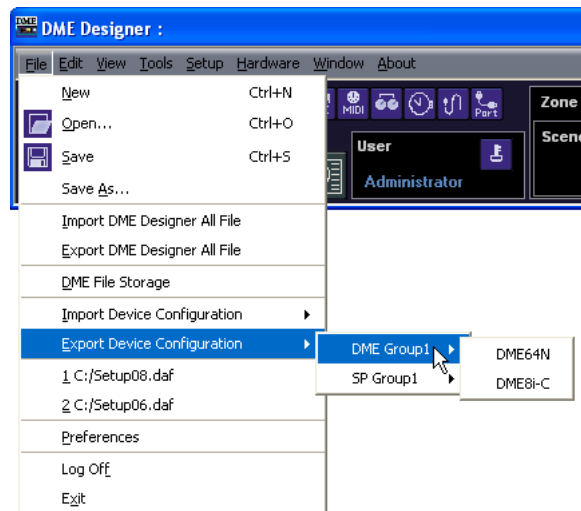 DME
DME Designer :
File Edit View Tools Setup Hardware Window About
New Ctrl+N
Open... Ctrl+O
Save Ctrl+S
Save As...
Import DME Designer All File
Export DME Designer All File
DME File Storage
Import Device Configuration
Export Device Configuration
1 C:/Setup08.daf
2 C:/Setup06.daf
Preferences
Log Off
Exit
MIDI
Port
User
Administrator
Zone
DME Group1
SP Group1
DME64N
DME8i-C